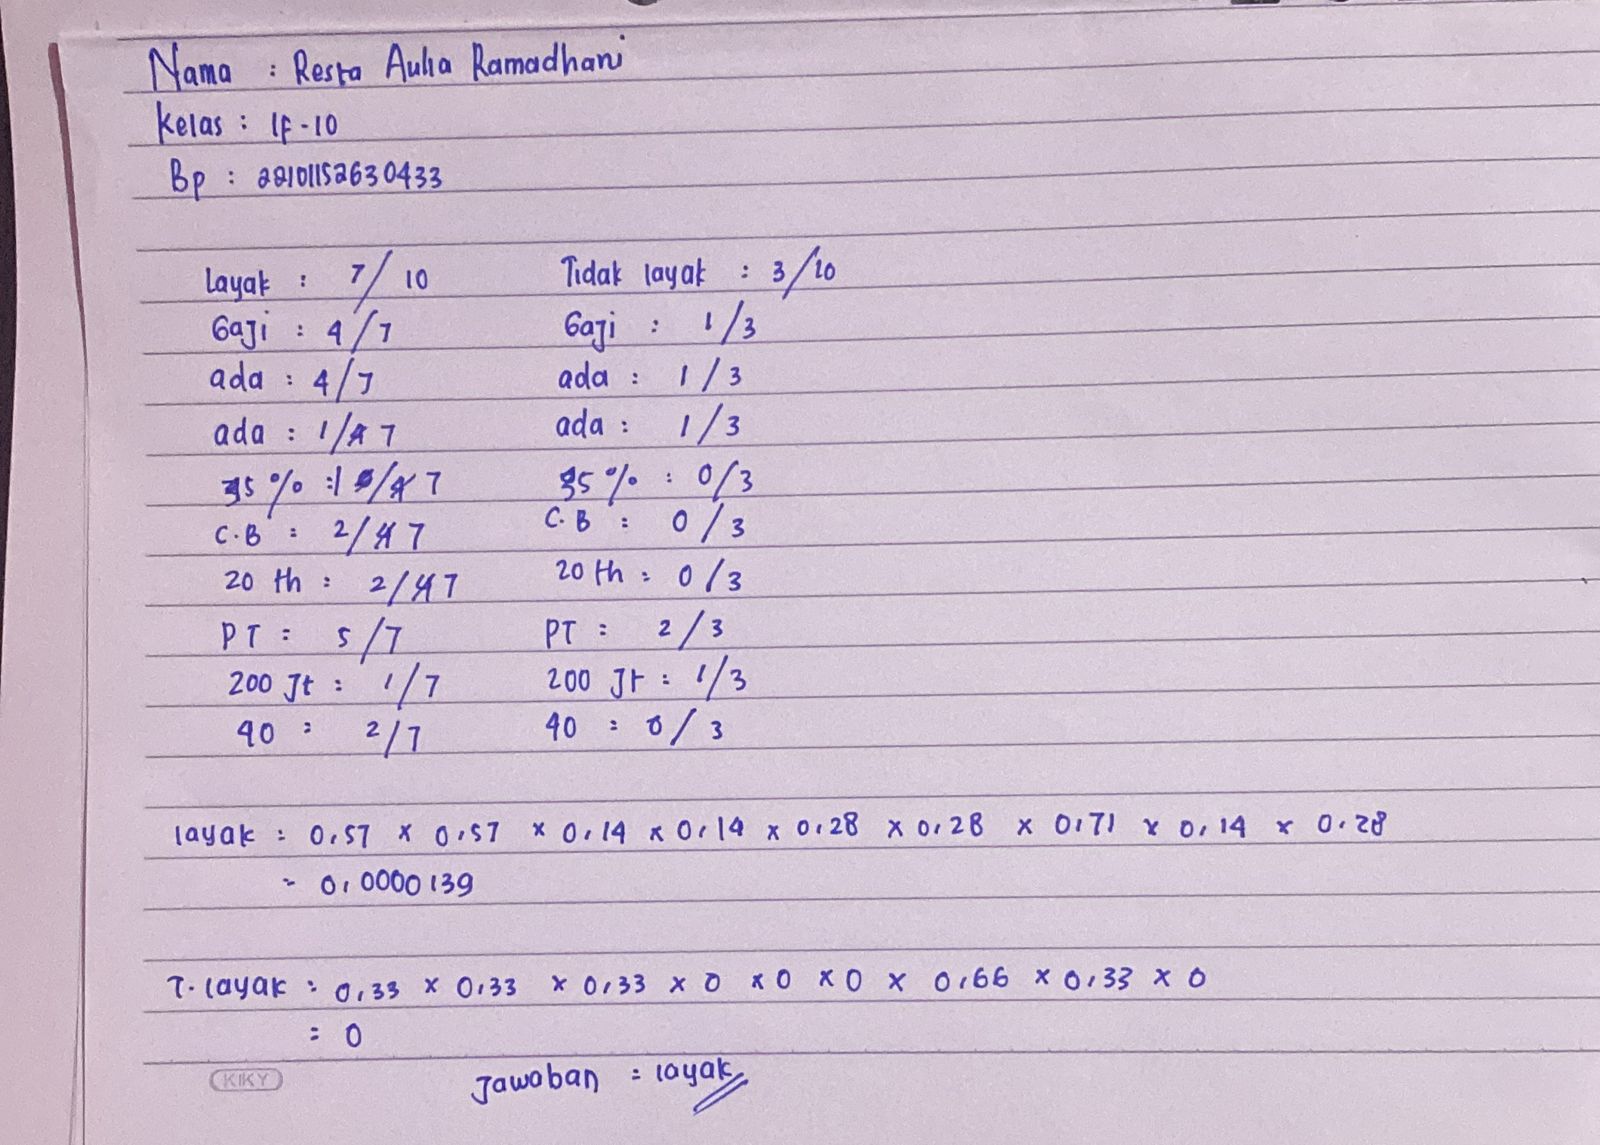 Nama : Resta Aulia Ramadhani
Kelas : IF-10
Bp : 22101152630433
Layak : 7/10 Tidak layak : 3/10
Gaji : 4/7 Gaji : 1/3
ada : 4/7 ada : 1/3
ada : 1/7 ada : 1/3
35% : 1/7 35% : 0/3
C.B : 2/7 C.B : 0/3
20 th : 2/7 20 th : 0/3
PT : 5/7 PT : 2/3
200 Jt : 1/7 200 Jt : 1/3
40 : 2/7 40 : 0/3
layak : 0,57 x 0,57 x 0,14 x 0,14 x 0,28 x 0,28 x 0,71 x 0,14 x 0,28
= 0,0000139
T. layak : 0,33 x 0,33 x 0,33 x 0 x 0 x 0 x 0,66 x 0,33 x 0
= 0
Jawaban = layak
KIKY